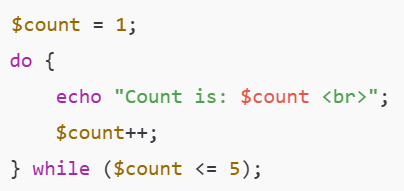 $count = 1;
do {
    echo "Count is: $count <br>";
    $count++;
} while ($count <= 5);